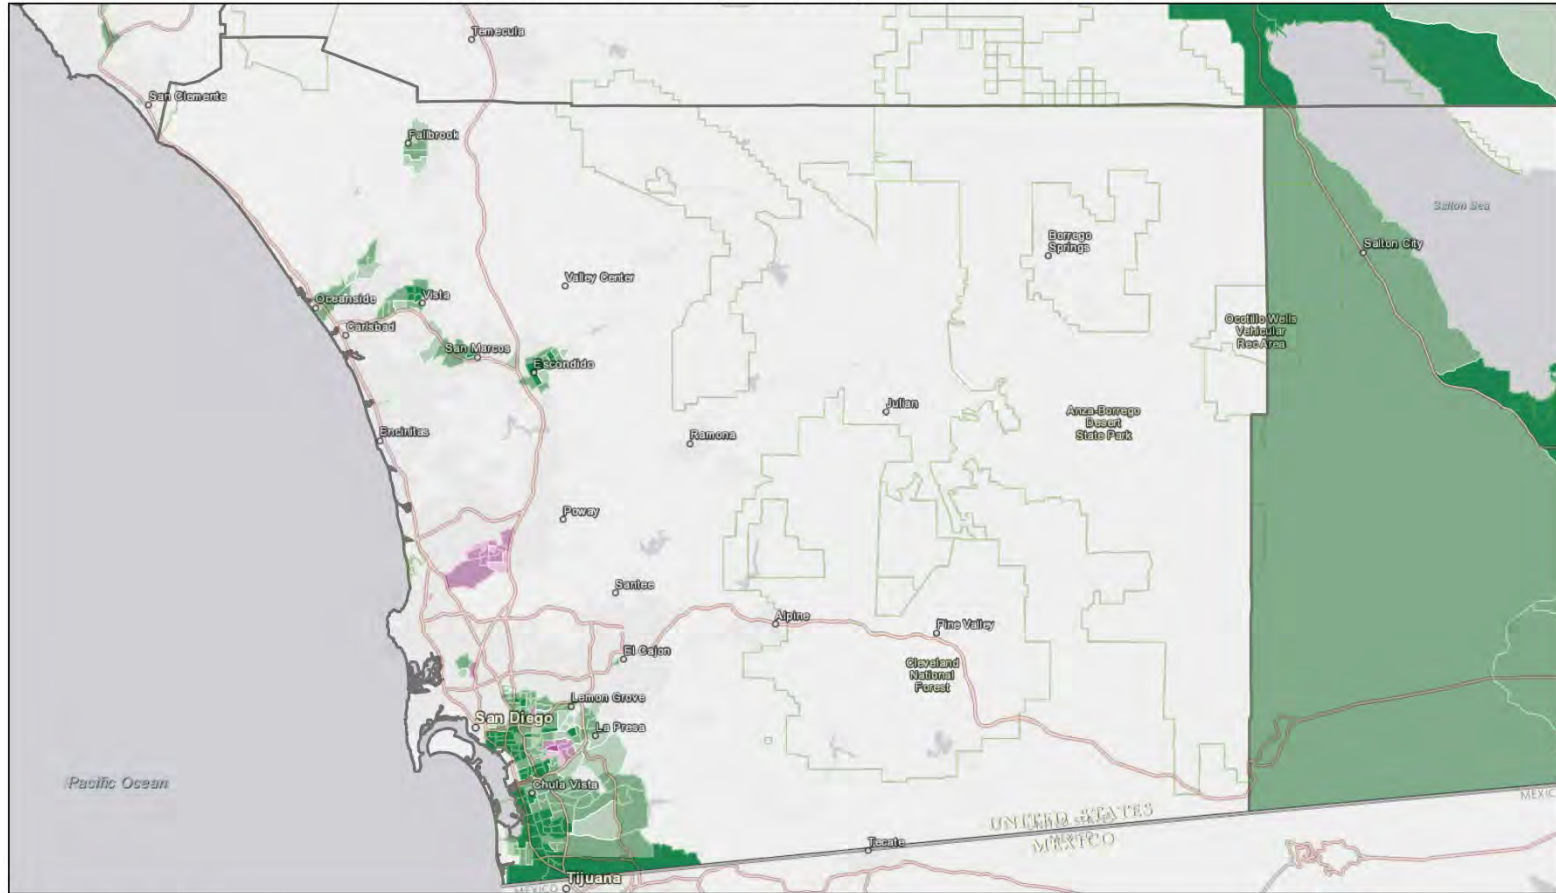 Temecula
San Clemente
Fallbrook
Salton Sea
Borrego
Springs
Salton City
Valley Center
Oceanside
Vista
Carlsbad
Ocotillo Wells
Vehicular
Rec Area
San Marcos
Escondido
Julian
Anza-Borrego
Desert
State Park
Encinitas
Ramona
Poway
Santee
Alpine
Pine Valley
El Cajon
Cleveland
National
Forest
Lemon Grove
San Diego
La Presa
Pacific Ocean
Chula Vista
MEXICO
UNITED STATES
MEXICO
MEXICO
Tecate
Tijuana
MEXICO